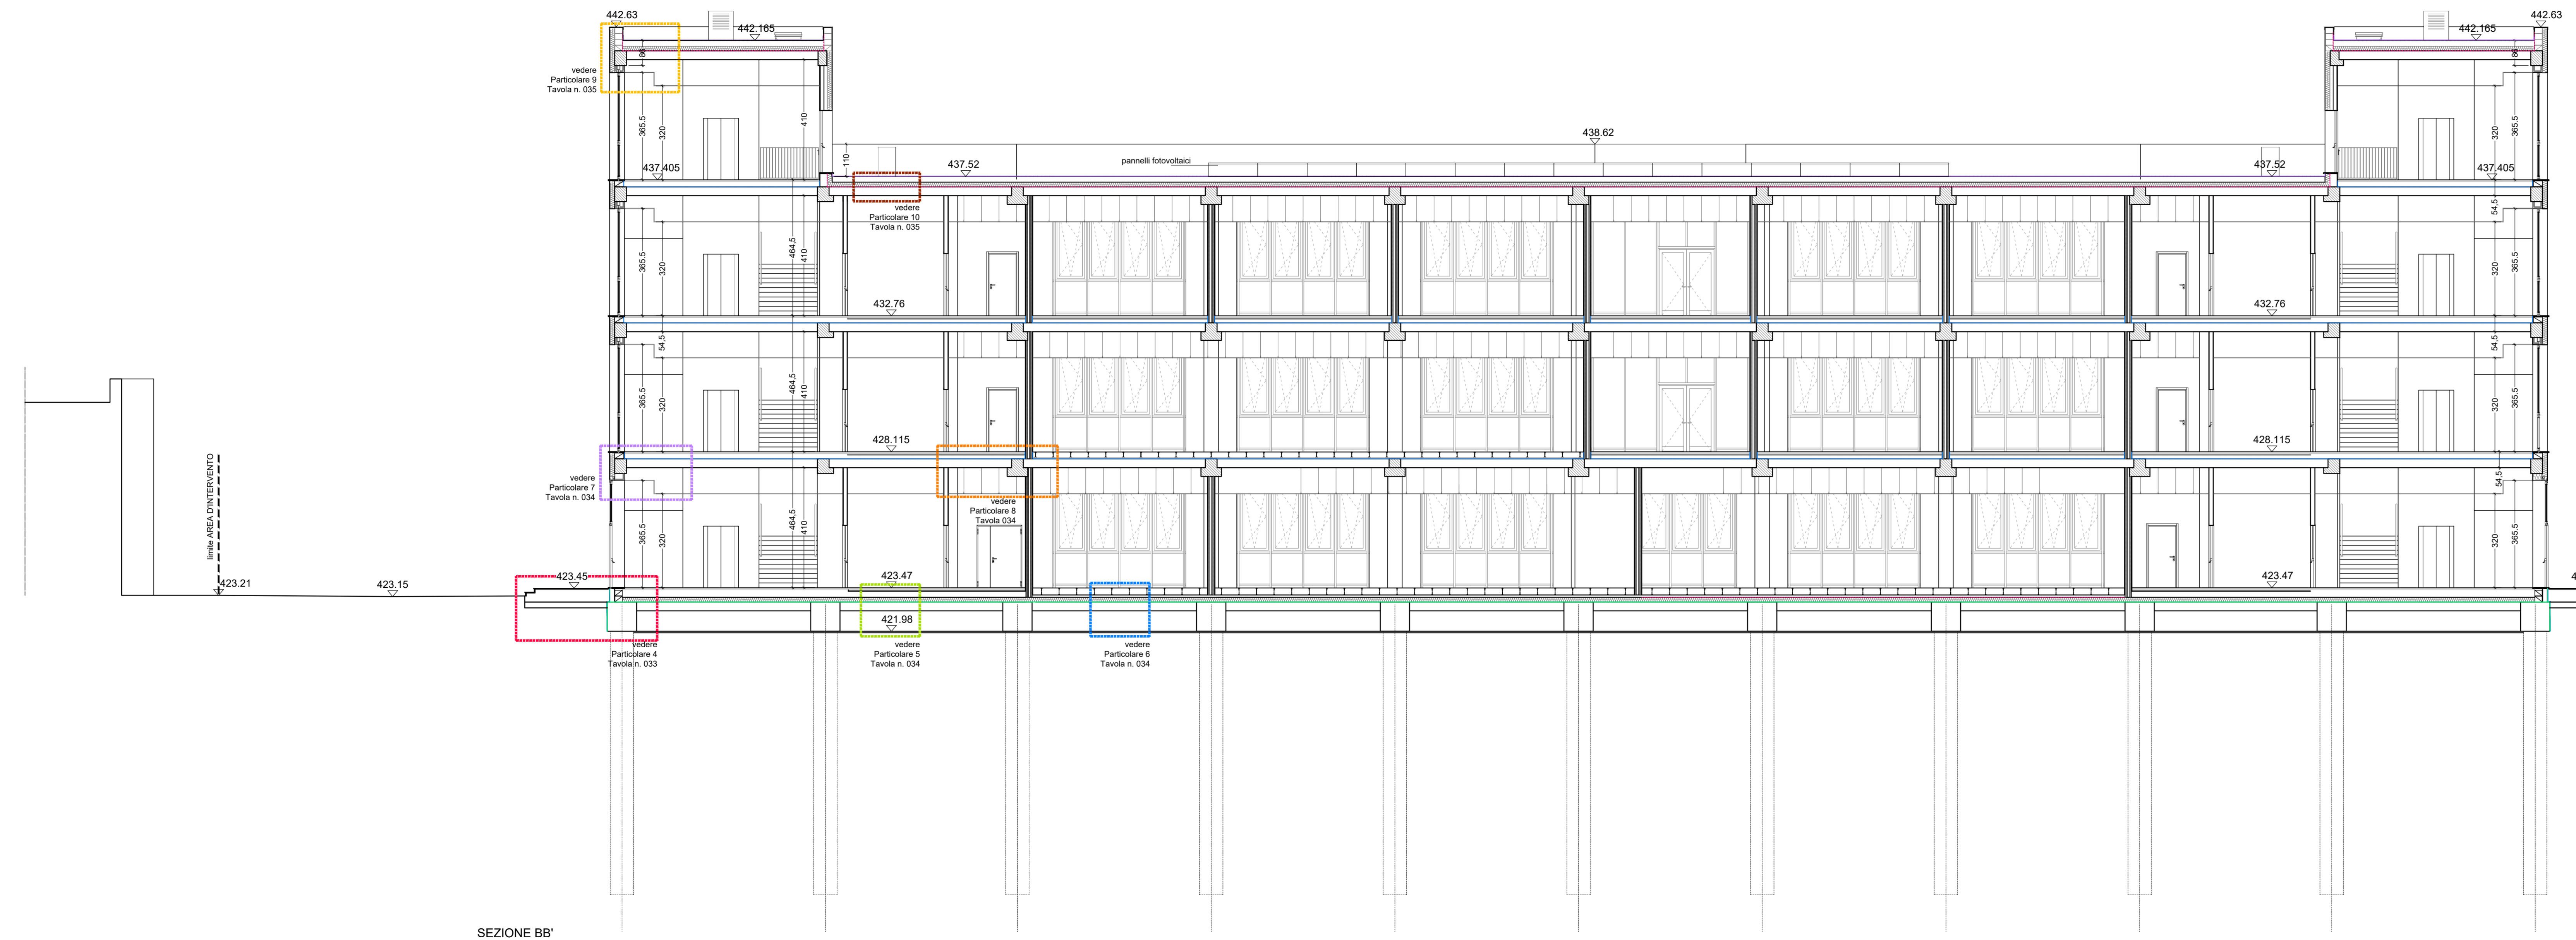 442.63
442.165
442.63
442.165
86
86
vedere
Particolare 9
Tavola n. 035
365.5
320
410
320
365.5
438.62
110
pannelli fotovoltaici
437.405
437.52
437.52
437.405
vedere
Particolare 10
Tavola n. 035
54,5
365.5
320
464,5
410
320
365.5
432.76
432.76
54,5
54,5
365.5
320
464,5
410
320
365.5
428.115
428.115
limite AREA D'INTERVENTO
vedere
Particolare 7
Tavola n. 034
vedere
Particolare 8
Tavola 034
54,5
365.5
320
464,5
410
320
365.5
423.21
423.15
423.45
423.47
423.47
421.98
vedere
Particolare 4
Tavola n. 033
vedere
Particolare 5
Tavola n. 034
vedere
Particolare 6
Tavola n. 034
SEZIONE BB'